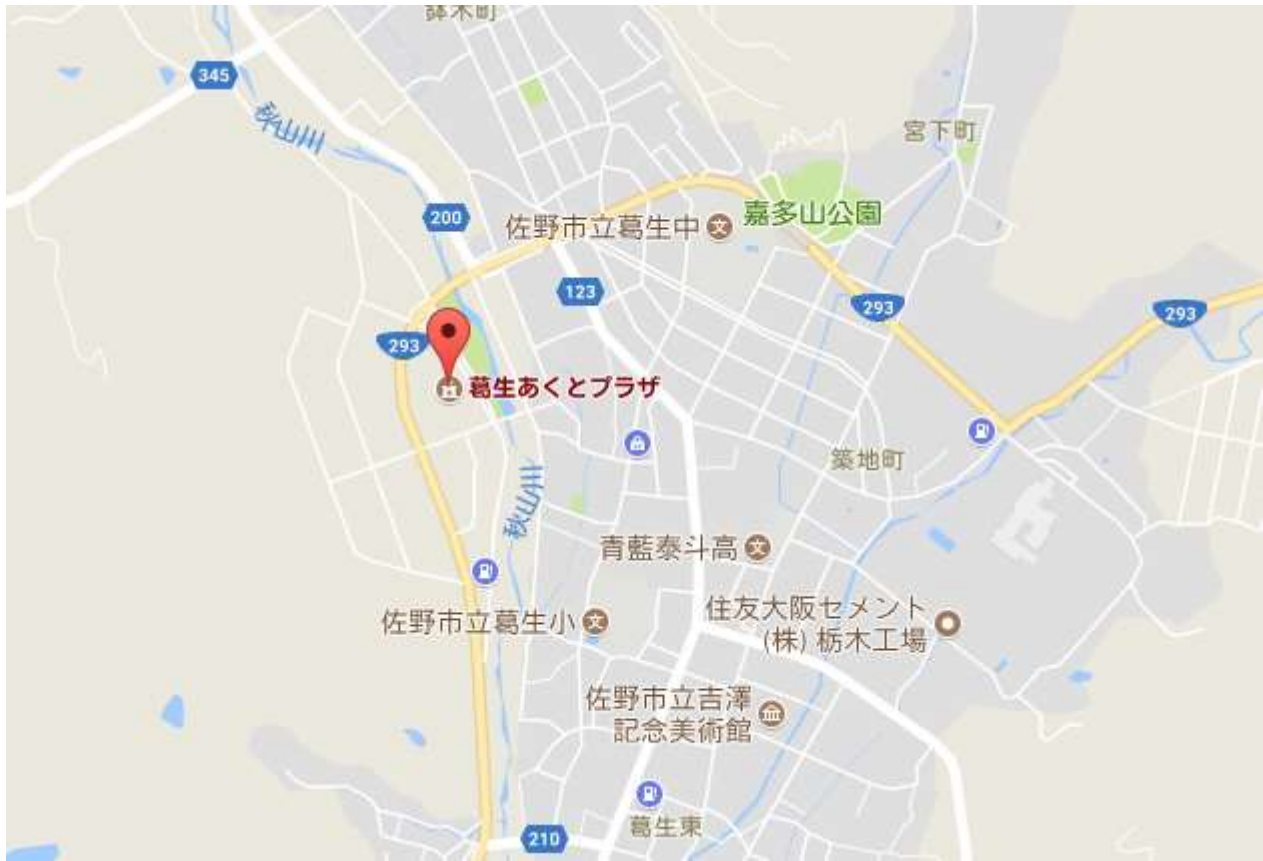 鉢木町
345
秋山川
宮下町
200
佐野市立葛生中
嘉多山公園
123
293
293
293
葛生あくとプラザ
築地町
秋山川
青藍泰斗高
佐野市立葛生小
住友大阪セメント
(株) 栃木工場
佐野市立吉澤
記念美術館
葛生東
210